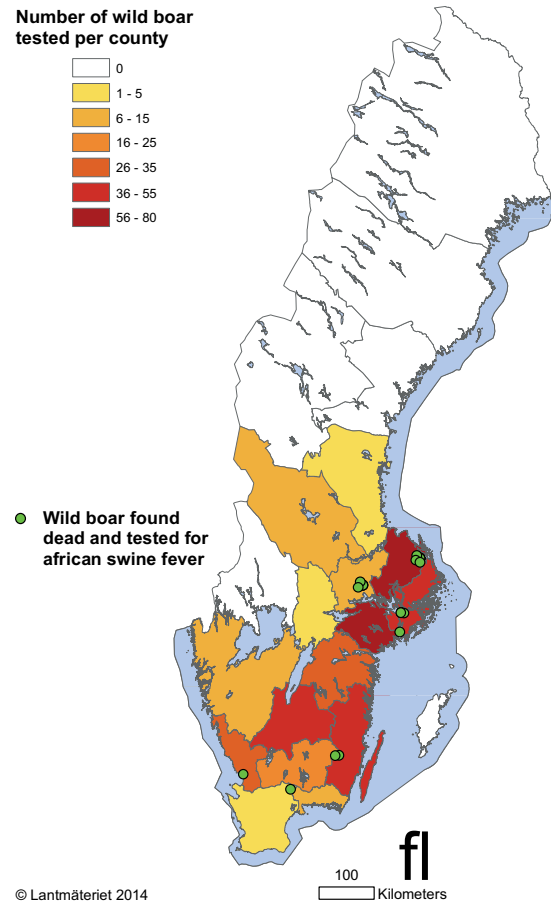 Number of wild boar
tested per county
0
1 - 5
6 - 15
16 - 25
26 - 35
36 - 55
56 - 80
Wild boar found
dead and tested for
african swine fever
fl
100
Kilometers
© Lantmäteriet 2014